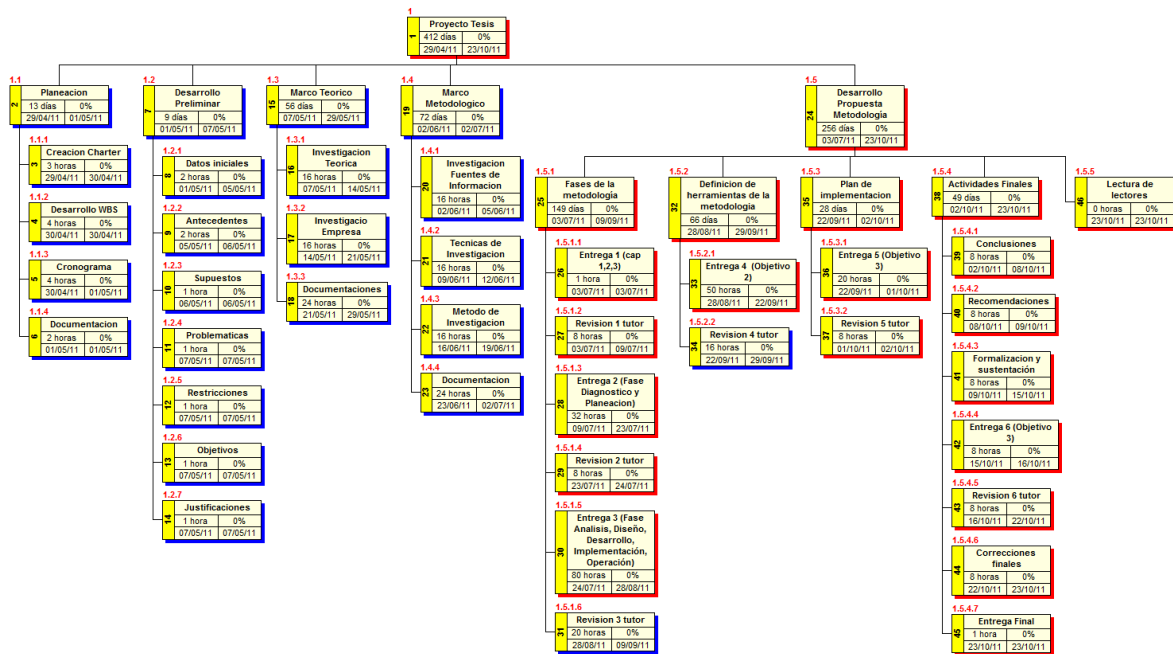 1
1
Proyecto Tesis
412 días 0%
29/04/11 23/10/11
1.1
2
Planeacion
13 días 0%
29/04/11 01/05/11
1.1.1
3
Creacion Charter
3 horas 0%
29/04/11 30/04/11
1.1.2
4
Desarrollo WBS
4 horas 0%
30/04/11 30/04/11
1.1.3
5
Cronograma
4 horas 0%
30/04/11 01/05/11
1.1.4
6
Documentacion
2 horas 0%
01/05/11 01/05/11
1.2
7
Desarrollo
Preliminar
9 días 0%
01/05/11 07/05/11
1.2.1
8
Datos iniciales
2 horas 0%
01/05/11 05/05/11
1.2.2
9
Antecedentes
2 horas 0%
05/05/11 06/05/11
1.2.3
10
Supuestos
1 hora 0%
06/05/11 06/05/11
1.2.4
11
Problematicas
1 hora 0%
07/05/11 07/05/11
1.2.5
12
Restricciones
1 hora 0%
07/05/11 07/05/11
1.2.6
13
Objetivos
1 hora 0%
07/05/11 07/05/11
1.2.7
14
Justificaciones
1 hora 0%
07/05/11 07/05/11
1.3
15
Marco Teorico
56 días 0%
07/05/11 29/05/11
1.3.1
16
Investigacion
Teorica
16 horas 0%
07/05/11 14/05/11
1.3.2
17
Investigacio
Empresa
16 horas 0%
14/05/11 21/05/11
1.3.3
18
Documentaciones
24 horas 0%
21/05/11 29/05/11
1.4
19
Marco
Metodologico
72 días 0%
02/06/11 02/07/11
1.4.1
20
Investigacion
Fuentes de
Informacion
16 horas 0%
02/06/11 05/06/11
1.4.2
21
Tecnicas de
Investigacion
16 horas 0%
09/06/11 12/06/11
1.4.3
22
Metodo de
Investigacion
16 horas 0%
16/06/11 19/06/11
1.4.4
23
Documentacion
24 horas 0%
23/06/11 02/07/11
1.5
24
Desarrollo
Propuesta
Metodologia
256 días 0%
03/07/11 23/10/11
1.5.1
25
Fases de la
metodología
149 días 0%
03/07/11 09/09/11
1.5.1.1
26
Entrega 1 (cap
1,2,3)
1 hora 0%
03/07/11 03/07/11
1.5.1.2
27
Revision 1 tutor
8 horas 0%
03/07/11 09/07/11
1.5.1.3
28
Entrega 2 (Fase
Diagnostico y
Planeacion)
32 horas 0%
09/07/11 23/07/11
1.5.1.4
29
Revision 2 tutor
8 horas 0%
23/07/11 24/07/11
1.5.1.5
30
Entrega 3 (Fase
Analisis, Diseño,
Desarrollo,
Implementación,
Operación)
80 horas 0%
24/07/11 28/08/11
1.5.1.6
31
Revision 3 tutor
20 horas 0%
28/08/11 09/09/11
1.5.2
32
Definicion de
herramientas de la
metodologia
66 días 0%
28/08/11 29/09/11
1.5.2.1
33
Entrega 4 (Objetivo
2)
50 horas 0%
28/08/11 22/09/11
1.5.2.2
34
Revision 4 tutor
16 horas 0%
22/09/11 29/09/11
1.5.3
35
Plan de
implementacion
28 días 0%
22/09/11 02/10/11
1.5.3.1
36
Entrega 5 (Objetivo 3)
20 horas 0%
22/09/11 01/10/11
1.5.3.2
37
Revision 5 tutor
8 horas 0%
01/10/11 02/10/11
1.5.4
38
Actividades Finales
49 días 0%
02/10/11 23/10/11
1.5.4.1
39
Conclusiones
8 horas 0%
02/10/11 08/10/11
1.5.4.2
40
Recomendaciones
8 horas 0%
08/10/11 09/10/11
1.5.4.3
41
Formalizacion y
sustentación
8 horas 0%
09/10/11 15/10/11
1.5.4.4
42
Entrega 6 (Objetivo
3)
8 horas 0%
15/10/11 16/10/11
1.5.4.5
43
Revision 6 tutor
8 horas 0%
16/10/11 22/10/11
1.5.4.6
44
Correcciones
finales
8 horas 0%
22/10/11 23/10/11
1.5.4.7
45
Entrega Final
1 hora 0%
23/10/11 23/10/11
1.5.5
46
Lectura de
lectores
0 horas 0%
23/10/11 23/10/11